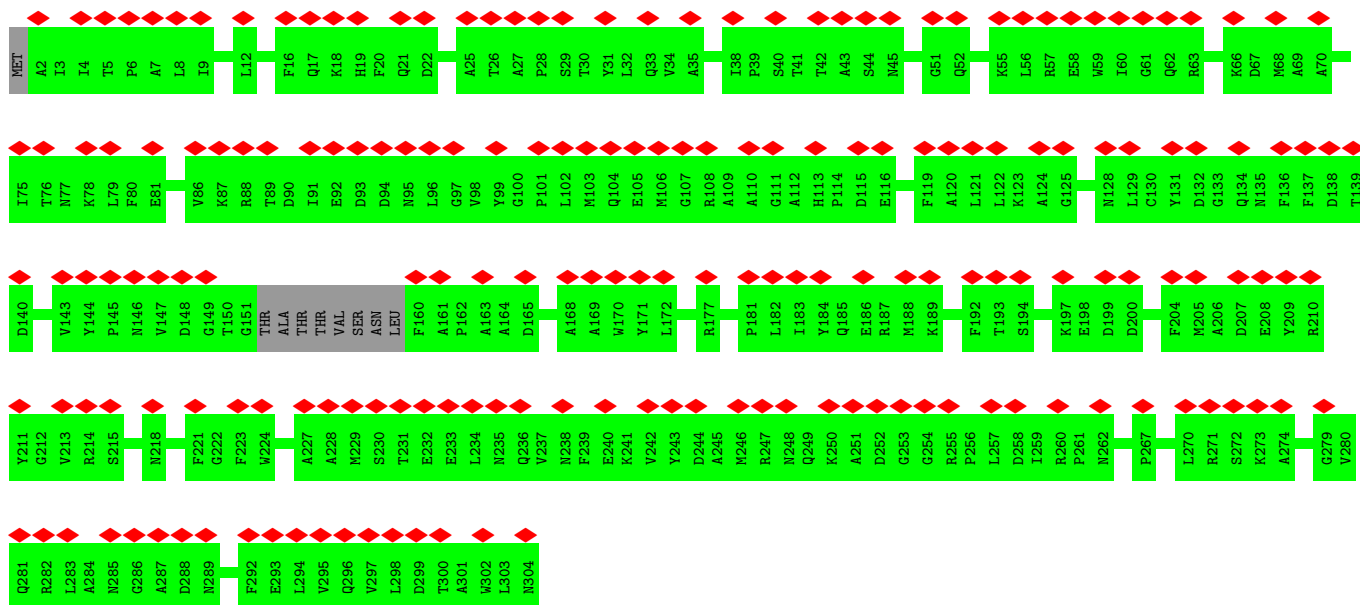 MET A2 I3 I4 T5 P6 A7 L8 I9 L12 F16 Q17 K18 H19 F20 Q21 D22 A25 T26 A27 P28 S29 T30 Y31 L32 Q33 V34 A35 I38 P39 S40 T41 T42 A43 S44 N45 G51 Q52 K55 L56 R57 E58 W59 I60 G61 Q62 R63 K66 D67 M68 A69 A70
I75 T76 N77 K78 L79 F80 E81 V86 K87 R88 T89 D90 I91 E92 D93 D94 N95 L96 G97 V98 Y99 G100 P101 L102 M103 Q104 E105 M106 G107 R108 A109 A110 G111 A112 H113 P114 D115 E116 F119 A120 L121 L122 K123 A124 G125 N128 L129 C130 Y131 D132 G133 Q134 N135 F136 F137 D138 T139
D140 V143 Y144 P145 N146 V147 D148 G149 T150 G151 THR ALA THR THR VAL SER ASN LEU F160 A161 P162 A163 A164 D165 A168 A169 W170 Y171 L172 R177 P181 L182 I183 Y184 Q185 E186 R187 M188 K189 F192 T193 S194 K197 E198 D199 D200 F204 M205 A206 D207 E208 Y209 R210
Y211 G212 V213 R214 S215 N218 F221 G222 F223 W224 A227 A228 M229 S230 T231 E232 E233 L234 N235 Q236 V237 N238 F239 E240 K241 V242 Y243 D244 A245 M246 R247 N248 Q249 K250 A251 D252 G253 G254 R255 P256 L257 D258 I259 R260 P261 N262 P267 L270 R271 S272 K273 A274 G279 V280
Q281 R282 L283 A284 N285 G286 A287 D288 N289 F292 E293 L294 V295 Q296 V297 L298 D299 T300 A301 W302 L303 N304